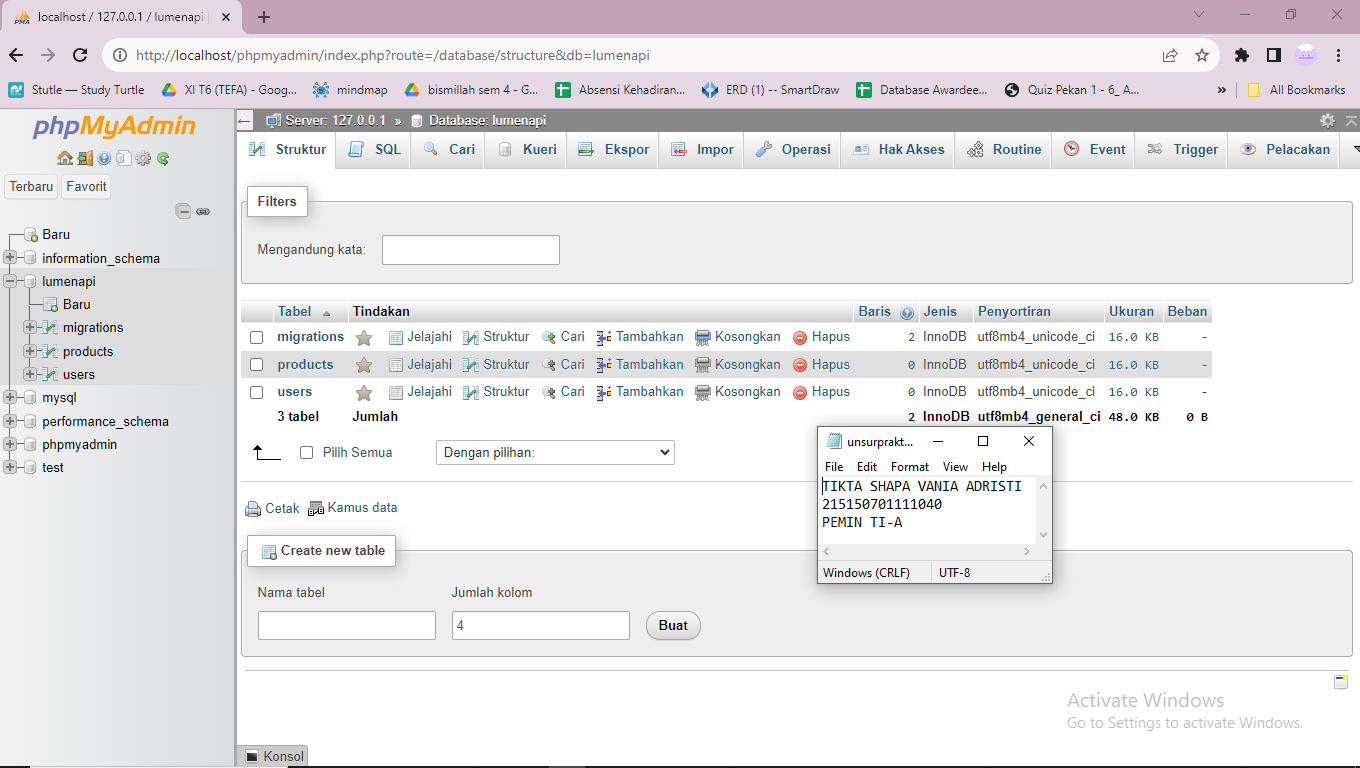 localhost / 127.0.0.1 / lumenapi
http://localhost/phpmyadmin/index.php?route=/database/structure&db=lumenapi
Stutle — Study Turtle
XI T6 (TEFA) - Goog...
mindmap
bismillah sem 4 - G...
Absensi Kehadiran...
ERD (1) -- SmartDraw
Database Awardee...
Quiz Pekan 1 - 6_ A...
»
All Bookmarks
phpMyAdmin
Terbaru
Favorit
Baru
information_schema
lumenapi
Baru
migrations
products
users
mysql
performance_schema
phpmyadmin
test
Server: 127.0.0.1 » Database: lumenapi
Struktur
SQL
Cari
Kueri
Ekspor
Impor
Operasi
Hak Akses
Routine
Event
Trigger
Pelacakan
Filters
Mengandung kata:
Tabel Tindakan Baris Jenis Penyortiran Ukuran Beban
migrations Jelajahi Struktur Cari Tambahkan Kosongkan Hapus 2 InnoDB utf8mb4_unicode_ci 16.0 KB -
products Jelajahi Struktur Cari Tambahkan Kosongkan Hapus 0 InnoDB utf8mb4_unicode_ci 16.0 KB -
users Jelajahi Struktur Cari Tambahkan Kosongkan Hapus 0 InnoDB utf8mb4_unicode_ci 16.0 KB -
3 tabel Jumlah 2 InnoDB utf8mb4_general_ci 48.0 KB 0 B
Pilih Semua
Dengan pilihan:
Cetak
Kamus data
Create new table
Nama tabel
Jumlah kolom
4
Buat
Konsol
unsurprakt...
File Edit Format View Help
TIKTA SHAPA VANIA ADRISTI
215150701111040
PEMIN TI-A
Windows (CRLF)
UTF-8
Activate Windows
Go to Settings to activate Windows.